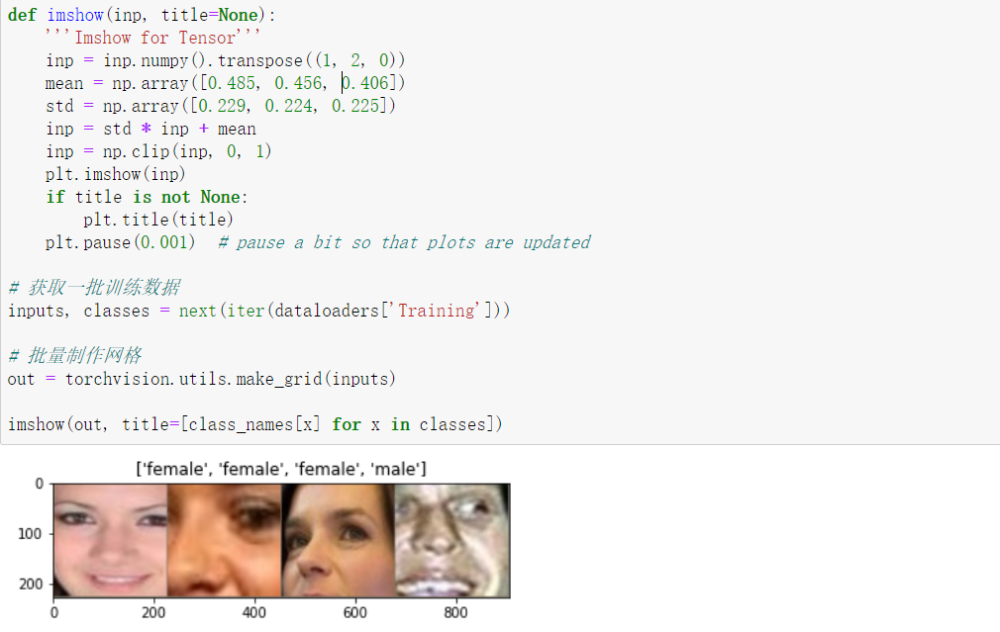 def imshow(inp, title=None):
    '''Imshow for Tensor'''
    inp = inp.numpy().transpose((1, 2, 0))
    mean = np.array([0.485, 0.456, 0.406])
    std = np.array([0.229, 0.224, 0.225])
    inp = std * inp + mean
    inp = np.clip(inp, 0, 1)
    plt.imshow(inp)
    if title is not None:
        plt.title(title)
    plt.pause(0.001)  # pause a bit so that plots are updated
# 获取一批训练数据
inputs, classes = next(iter(dataloaders['Training']))
# 批量制作网格
out = torchvision.utils.make_grid(inputs)
imshow(out, title=[class_names[x] for x in classes])
['female', 'female', 'female', 'male']
0
100
200
0 200 400 600 800